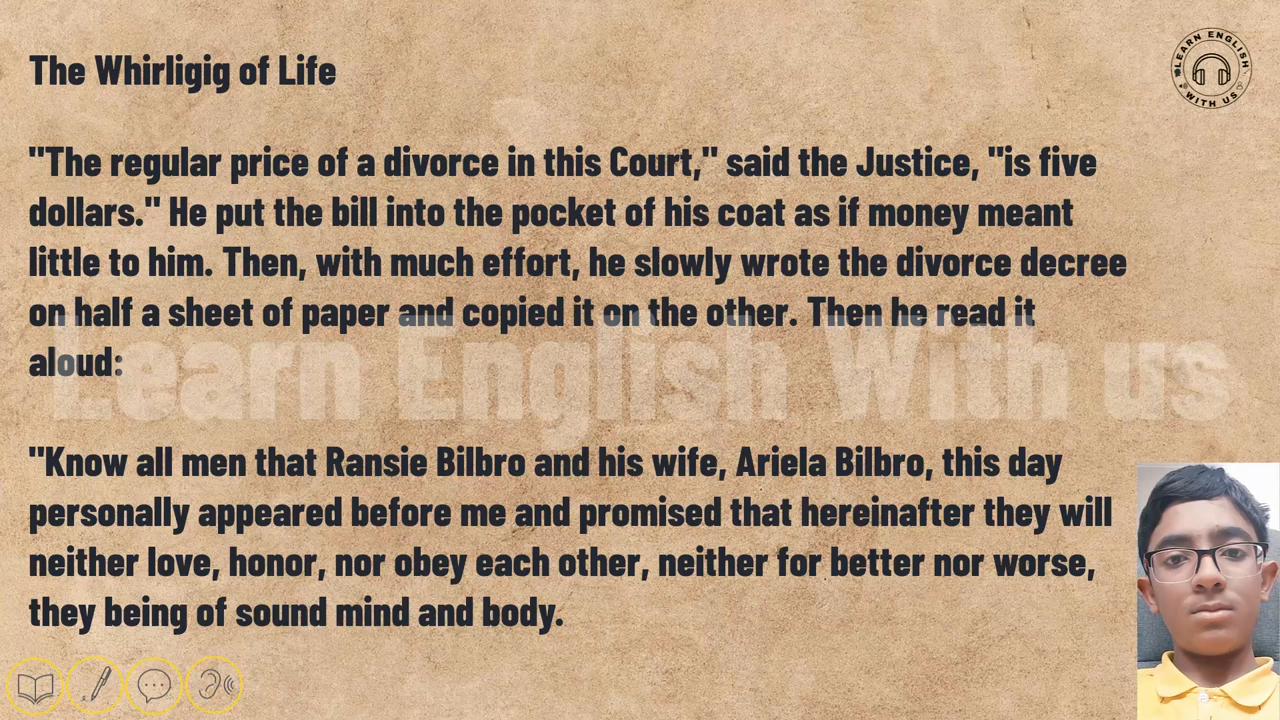 The Whirligig of Life
LEARN ENGLISH
WITH US
"The regular price of a divorce in this Court," said the Justice, "is five
dollars." He put the bill into the pocket of his coat as if money meant
little to him. Then, with much effort, he slowly wrote the divorce decree
on half a sheet of paper and copied it on the other. Then he read it
aloud:
Learn English With us
"Know all men that Ransie Bilbro and his wife, Ariela Bilbro, this day
personally appeared before me and promised that hereinafter they will
neither love, honor, nor obey each other, neither for better nor worse,
they being of sound mind and body.